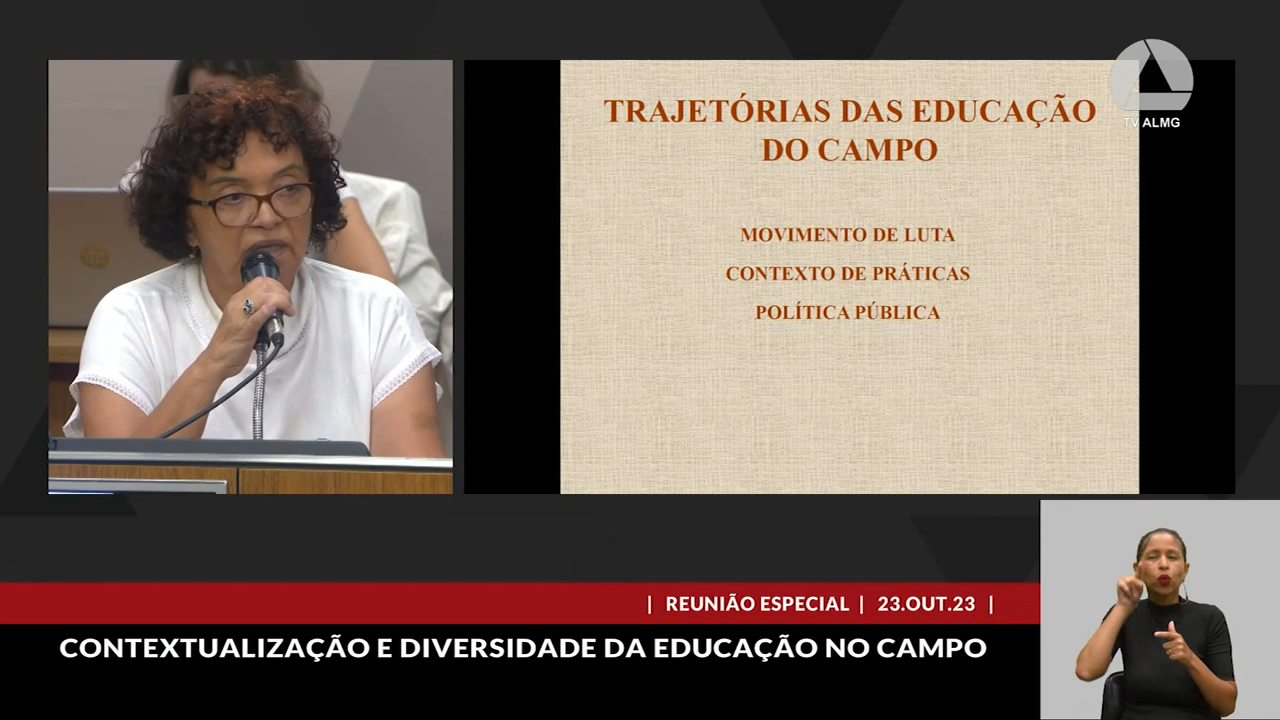 TRAJETÓRIAS DAS EDUCAÇÃO
DO CAMPO
MOVIMENTO DE LUTA
CONTEXTO DE PRÁTICAS
POLÍTICA PÚBLICA
TV ALMG
hp
| REUNIÃO ESPECIAL | 23.OUT.23 |
CONTEXTUALIZAÇÃO E DIVERSIDADE DA EDUCAÇÃO NO CAMPO